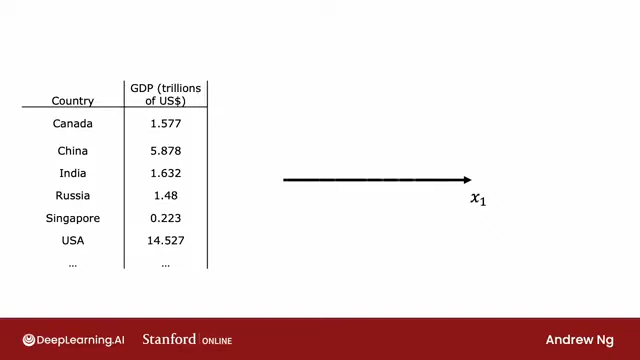 GDP (trillions
Country of US$)
Canada 1.577
China 5.878
India 1.632
Russia 1.48
Singapore 0.223
USA 14.527
... ...
x₁
DeepLearning.AI Stanford ONLINE Andrew Ng